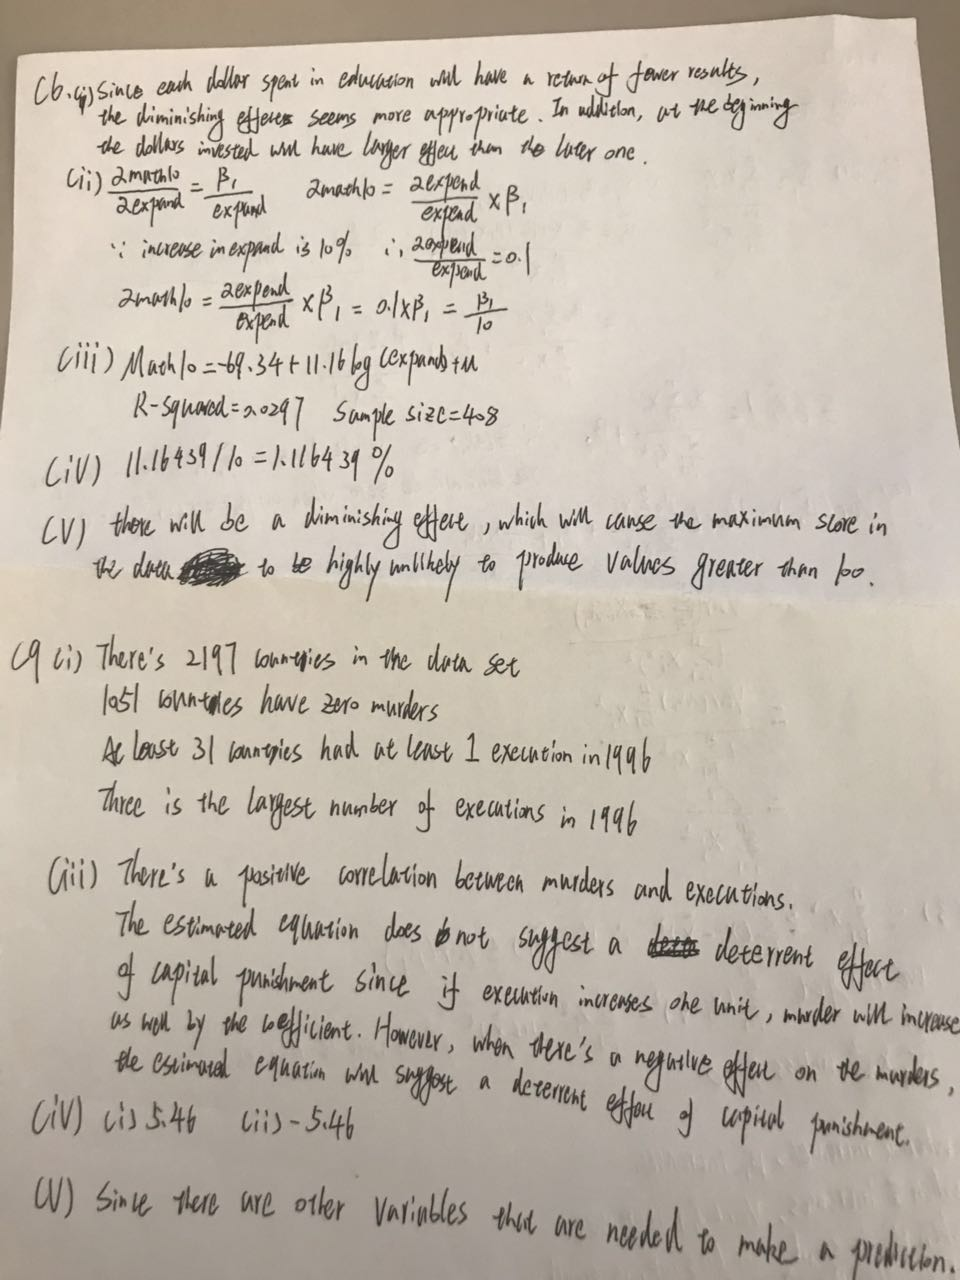 C6.(i) Since each dollar spent in education will have a return of fewer results,
the diminishing effect seems more appropriate. In addition, at the beginning
the dollars invested will have larger effect than the later one.
(ii) 2math10/2expand = β1/expand 2math10 = 2expend/expend × β1
∵ increase in expand is 10% ∴ 2expend/expend = 0.1
2math10 = 2expend/expend × β1 = 0.1×β1 = β1/10
(iii) Math10 = -69.34 + 11.16 log (expand) + u
R-squared = 0.0297 Sample size = 408
(iV) 11.16439/10 = 1.116439 %
(V) there will be a diminishing effect, which will cause the maximum score in
the data to be highly unlikely to produce values greater than 100.
C9 (i) There's 2197 countries in the data set
1051 countries have zero murders
At least 31 countries had at least 1 execution in 1996
Three is the largest number of executions in 1996
(iii) There's a positive correlation between murders and executions.
The estimated equation does not suggest a deterrent effect
of capital punishment since if execution increases one unit, murder will increase
as well by the coefficient. However, when there's a negative effect on the murders,
the estimated equation will suggest a deterrent effect of capital punishment.
(iV) (i) 5.46 (ii) -5.46
(V) Since there are other variables that are needed to make a prediction.